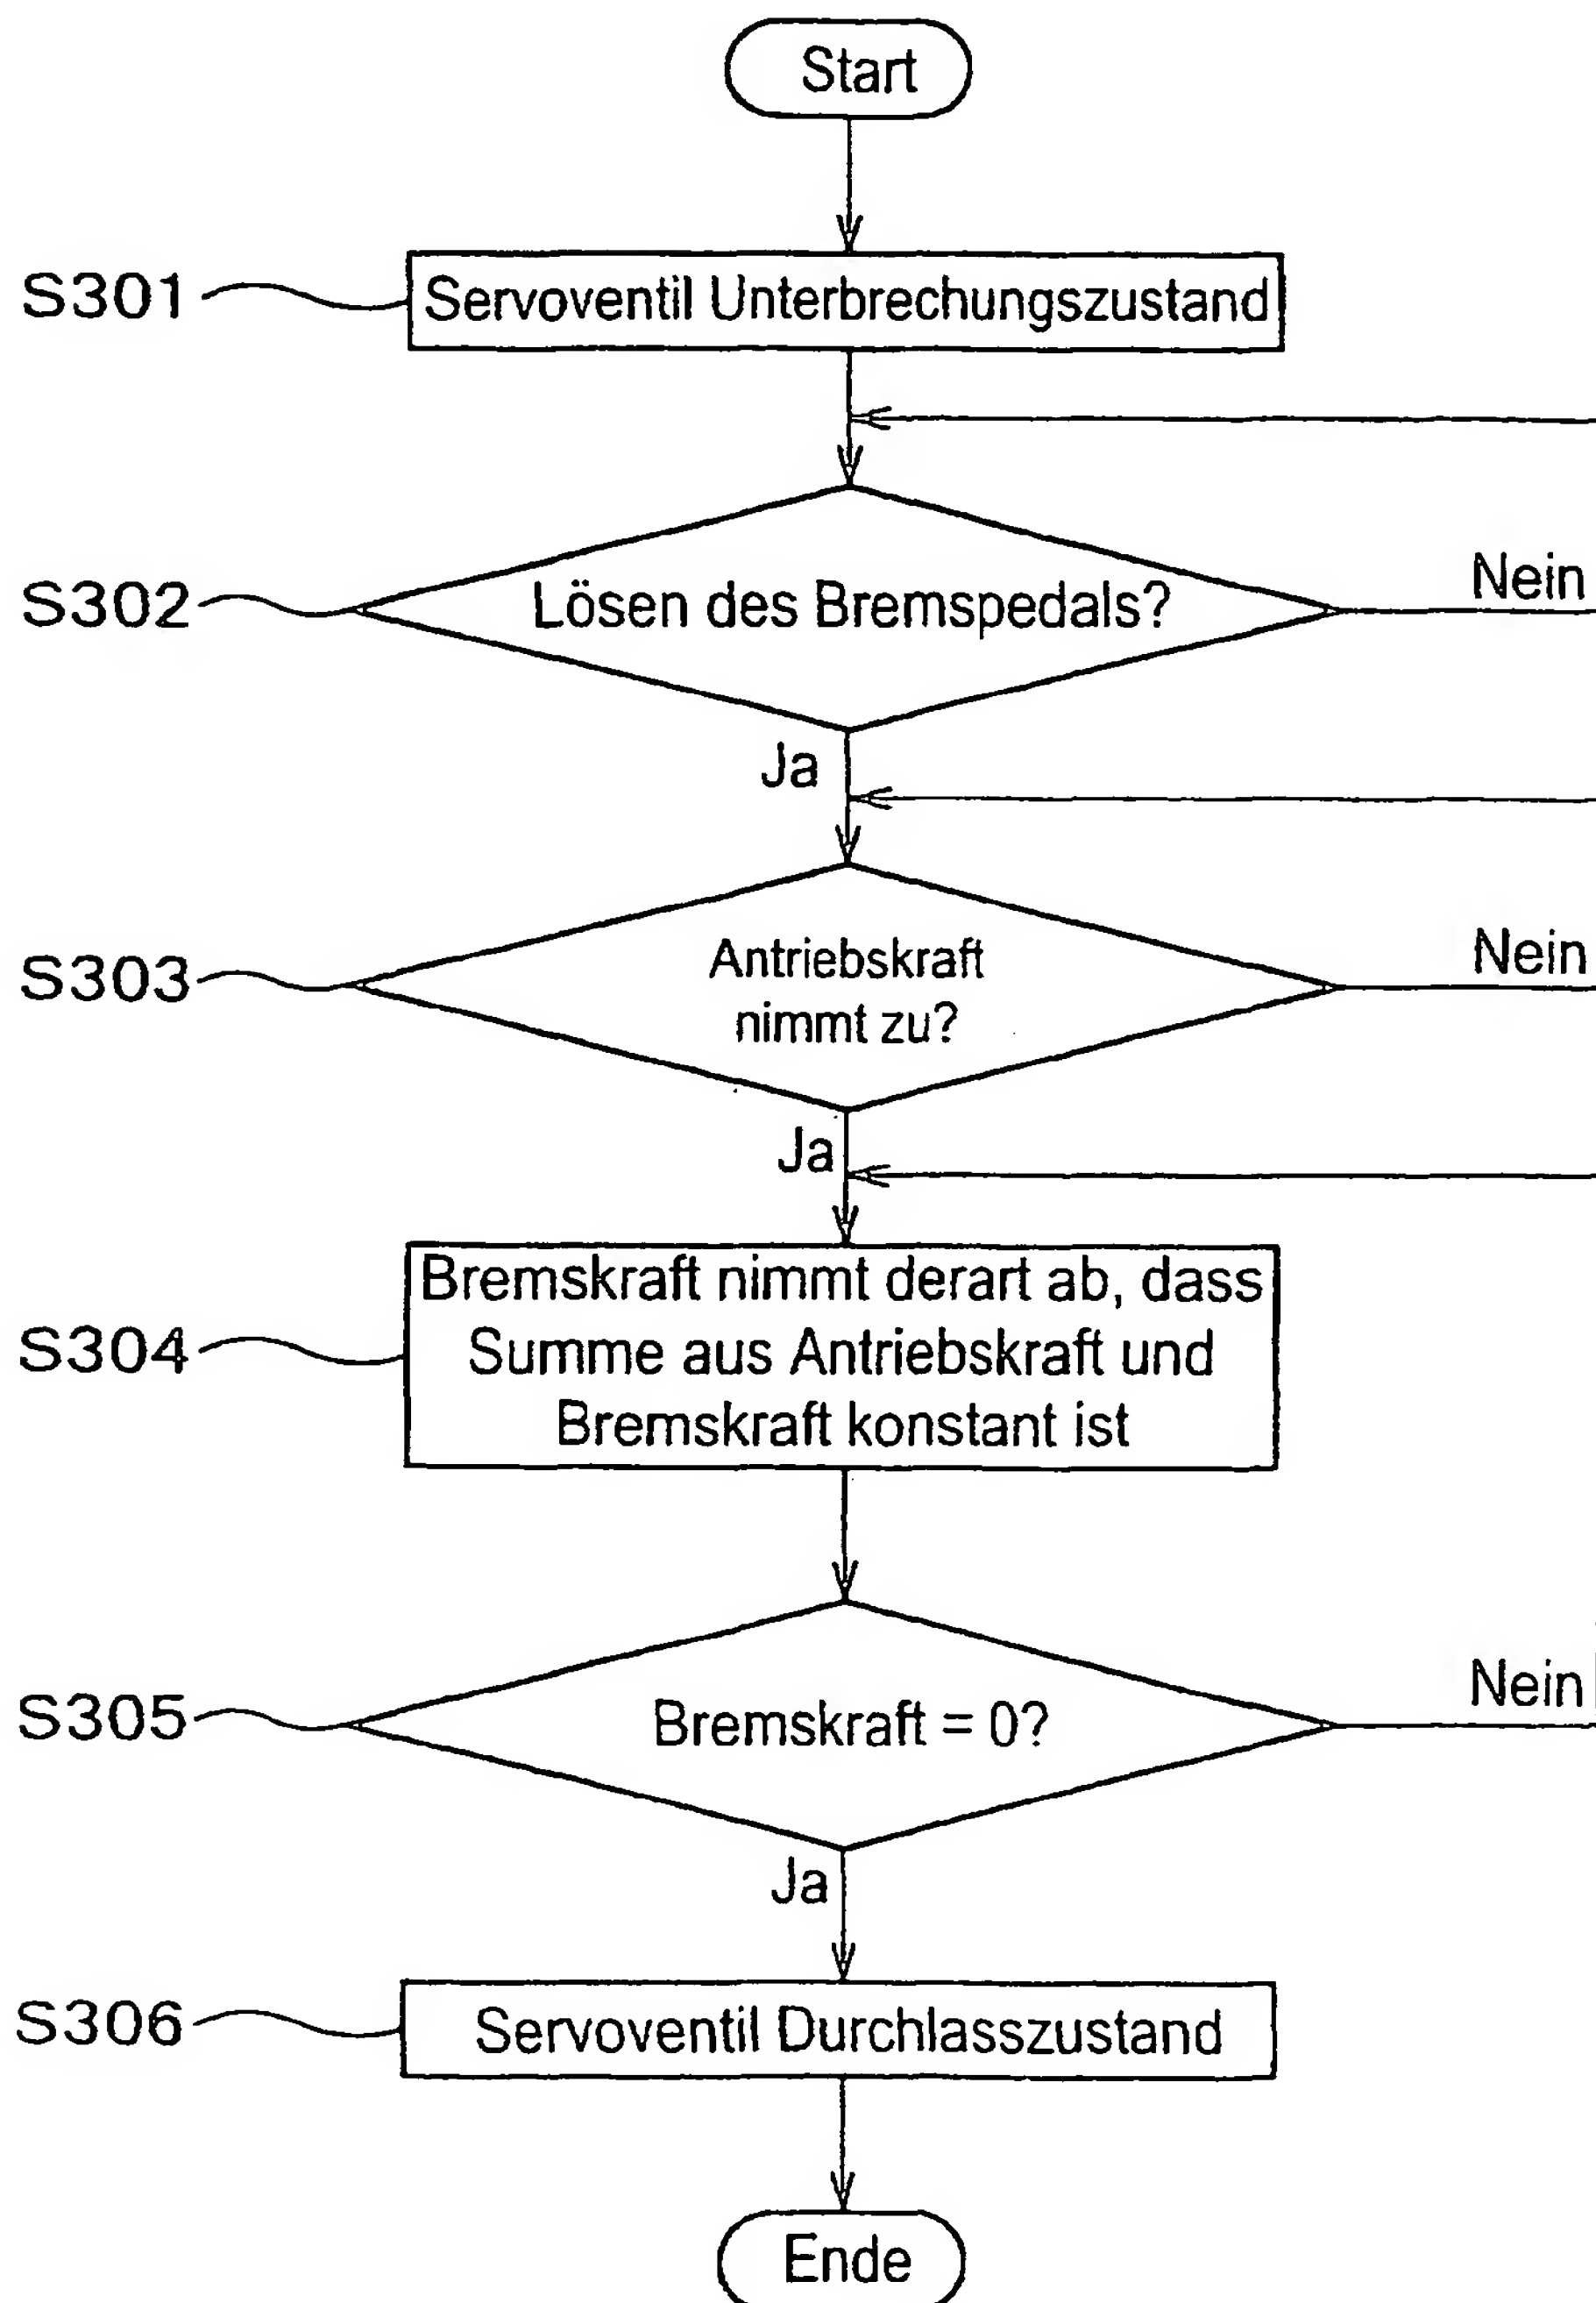 Start
S301
Servoventil Unterbrechungszustand
S302
Lösen des Bremspedals?
Nein
Ja
S303
Antriebskraft
nimmt zu?
Nein
Ja
S304
Bremskraft nimmt derart ab, dass
Summe aus Antriebskraft und
Bremskraft konstant ist
S305
Bremskraft = 0?
Nein
Ja
S306
Servoventil Durchlasszustand
Ende